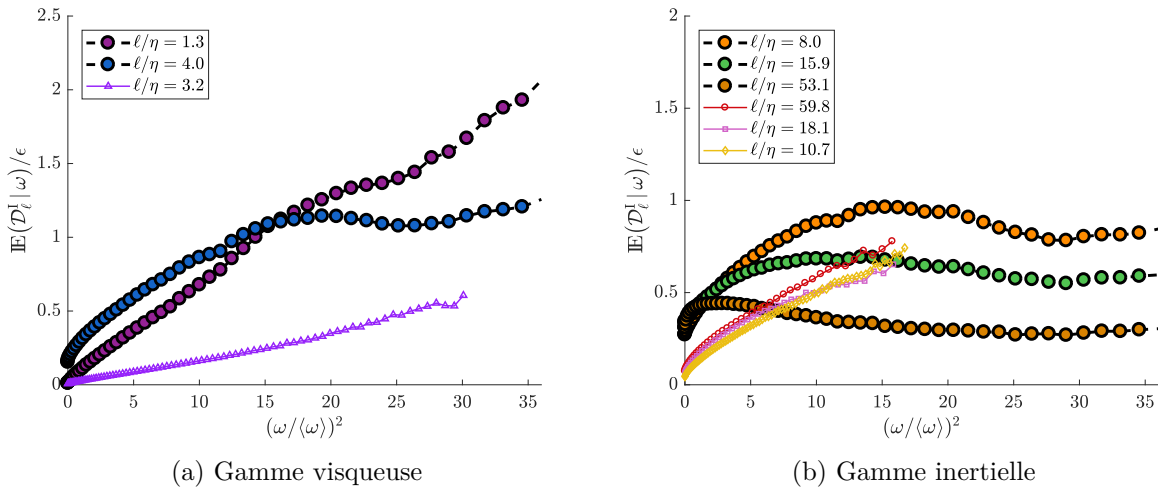 2.5
2
1.5
1
0.5
0
𝔼(𝒟ℓᴵ | ω)/ϵ
ℓ/η = 1.3
ℓ/η = 4.0
ℓ/η = 3.2
0 5 10 15 20 25 30 35
(ω/⟨ω⟩)²
(a) Gamme visqueuse
2
1.5
1
0.5
0
𝔼(𝒟ℓᴵ | ω)/ϵ
ℓ/η = 8.0
ℓ/η = 15.9
ℓ/η = 53.1
ℓ/η = 59.8
ℓ/η = 18.1
ℓ/η = 10.7
0 5 10 15 20 25 30 35
(ω/⟨ω⟩)²
(b) Gamme inertielle